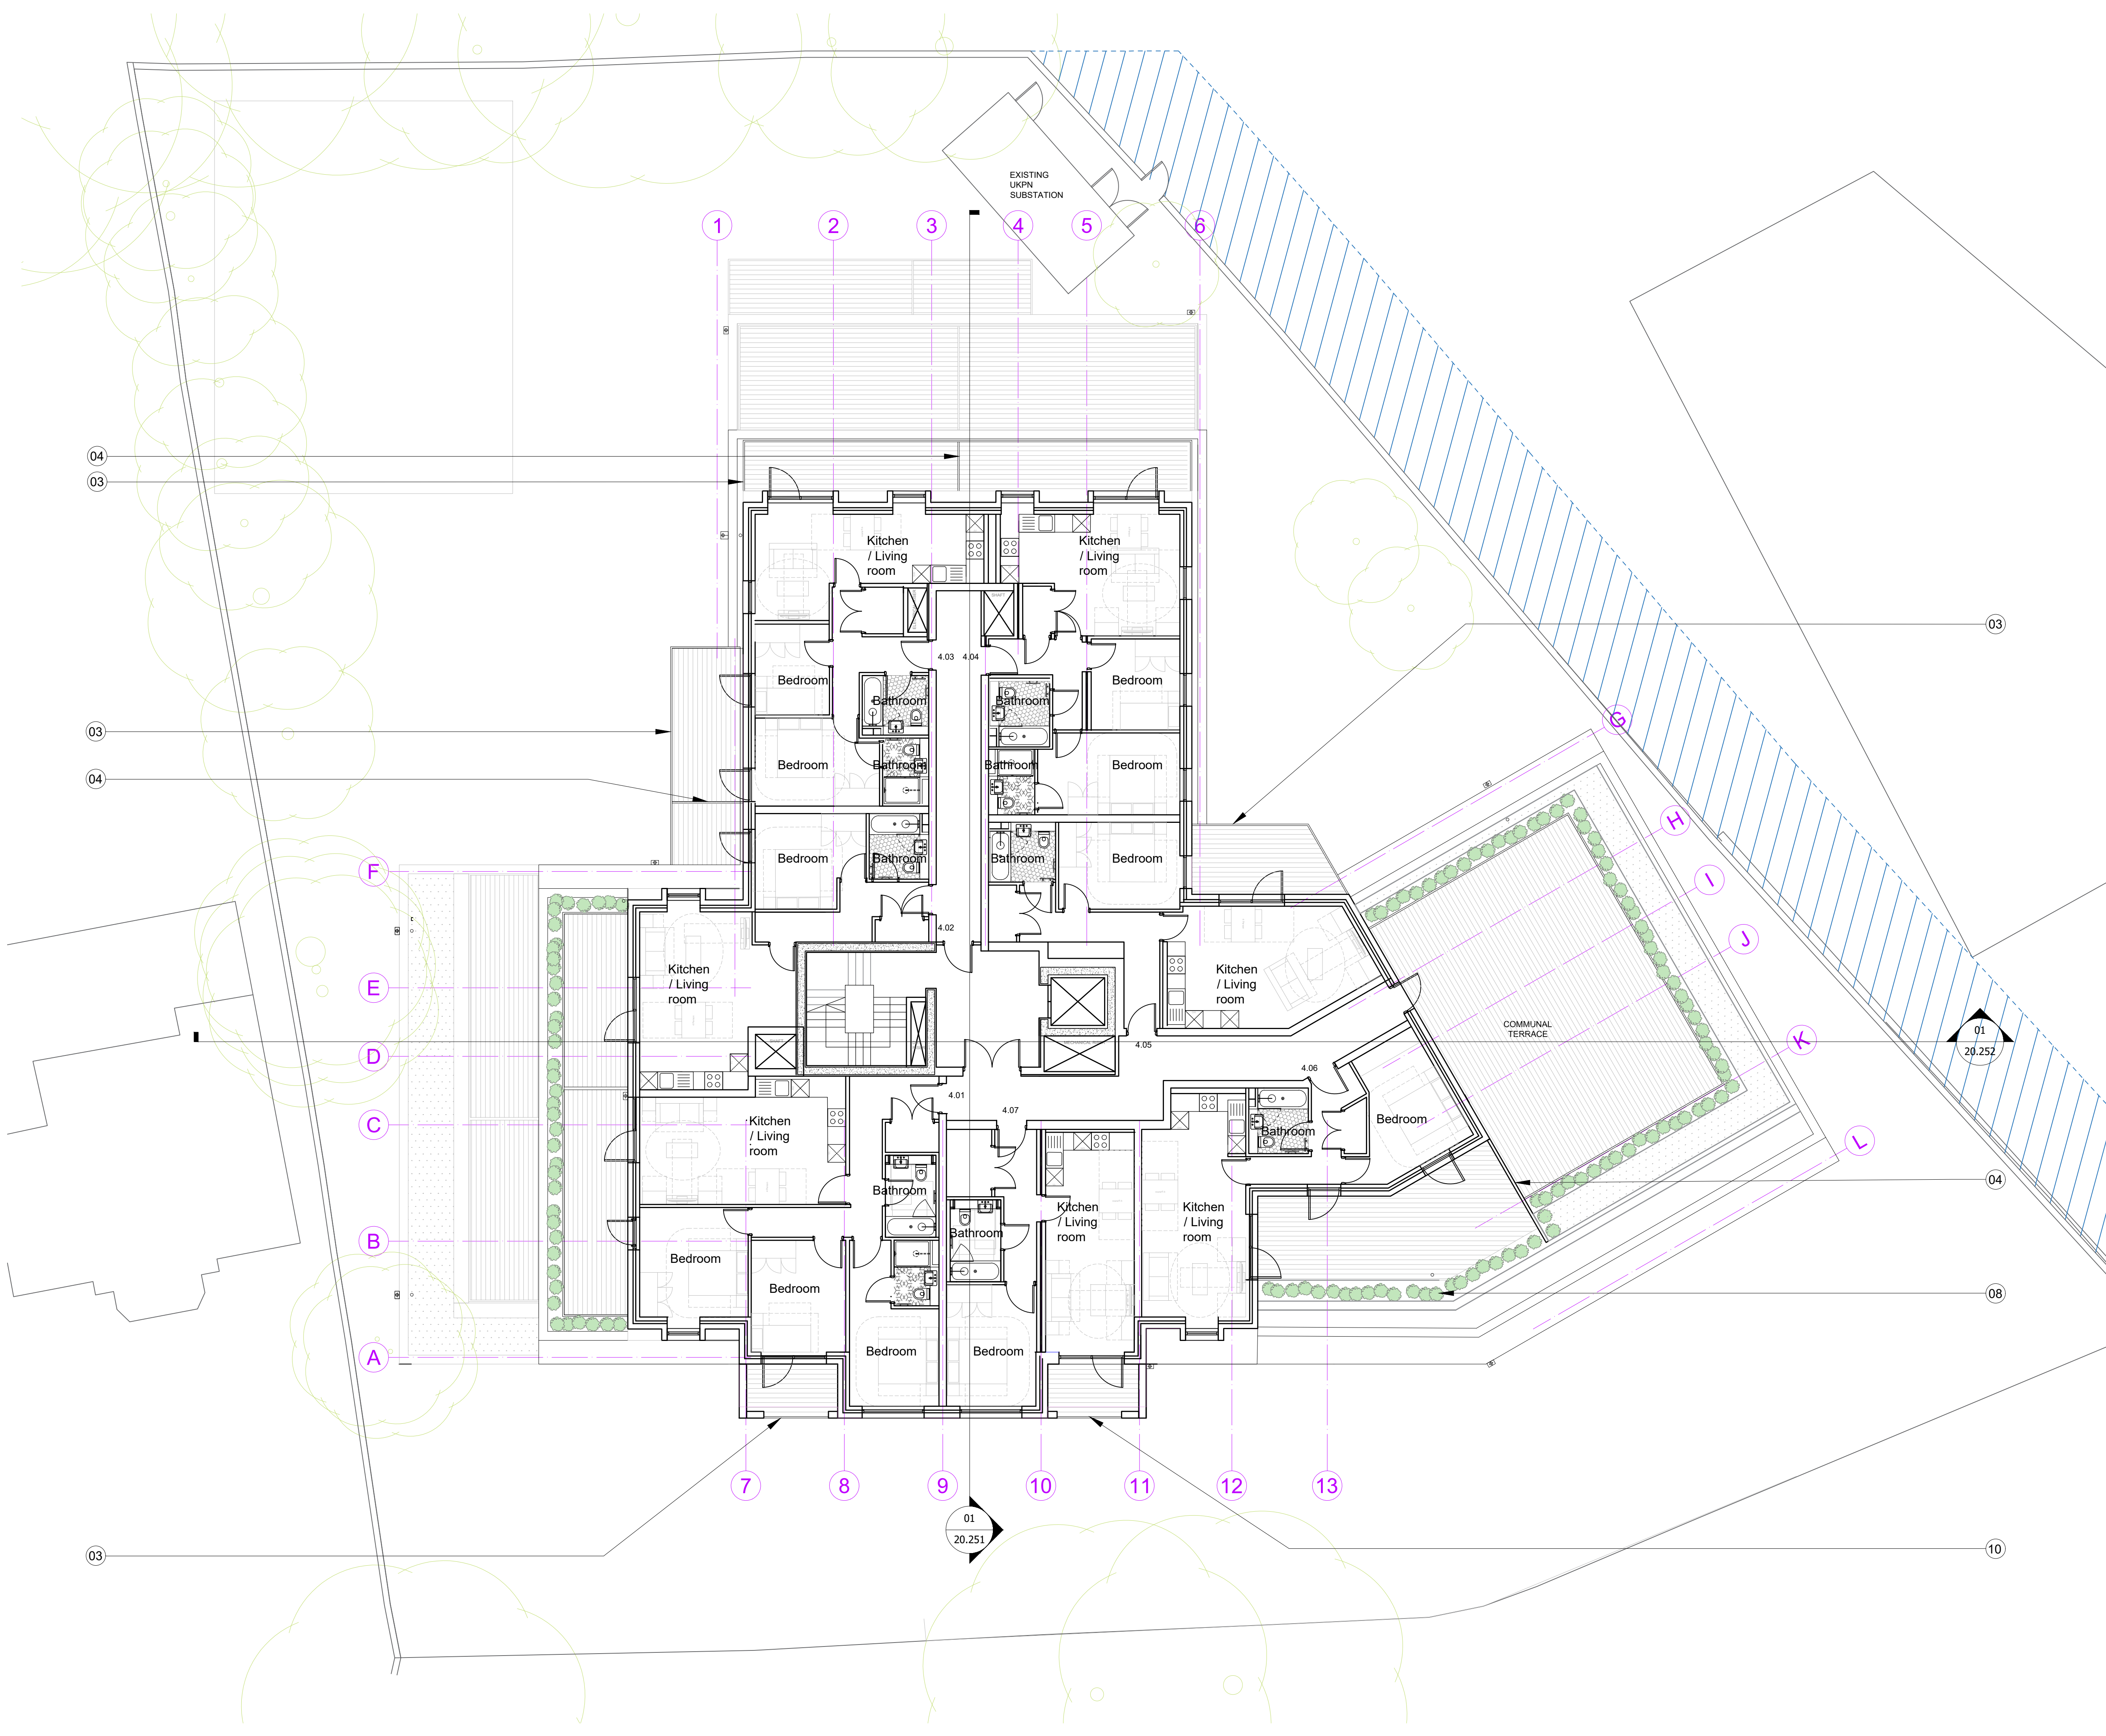 EXISTING
UKPN
SUBSTATION
1
2
3
4
5
6
04
03
Kitchen
/ Living
room
Kitchen
/ Living
room
SHAFT
03
4.03
4.04
Bedroom
Bathroom
Bathroom
Bedroom
G
03
04
Bedroom
Bathroom
Bathroom
Bedroom
H
Bedroom
Bathroom
Bathroom
Bedroom
F
I
4.02
J
Kitchen
/ Living
room
Kitchen
/ Living
room
E
COMMUNAL
TERRACE
01
20.252
K
D
SHAFT
4.05
4.06
4.01
4.07
C
Kitchen
/ Living
room
Bathroom
Bedroom
L
Bathroom
04
Kitchen
/ Living
room
Kitchen
/ Living
room
B
Bathroom
Bedroom
Bedroom
08
A
Bedroom
Bedroom
7
8
9
10
11
12
13
01
20.251
03
10